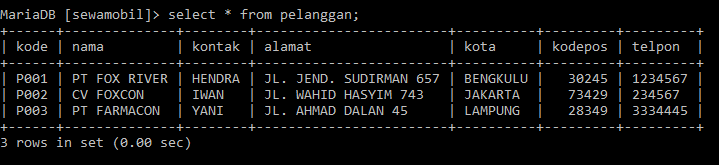 MariaDB [sewamobil]> select * from pelanggan;
+------+--------------+--------+-----------------------+----------+---------+---------+
| kode | nama         | kontak | alamat                | kota     | kodepos | telpon  |
+------+--------------+--------+-----------------------+----------+---------+---------+
| P001 | PT FOX RIVER | HENDRA | JL. JEND. SUDIRMAN 657 | BENGKULU |   30245 | 1234567 |
| P002 | CV FOXCON    | IWAN   | JL. WAHID HASYIM 743  | JAKARTA  |   73429 | 234567  |
| P003 | PT FARMACON  | YANI   | JL. AHMAD DALAN 45    | LAMPUNG  |   28349 | 3334445 |
+------+--------------+--------+-----------------------+----------+---------+---------+
3 rows in set (0.00 sec)